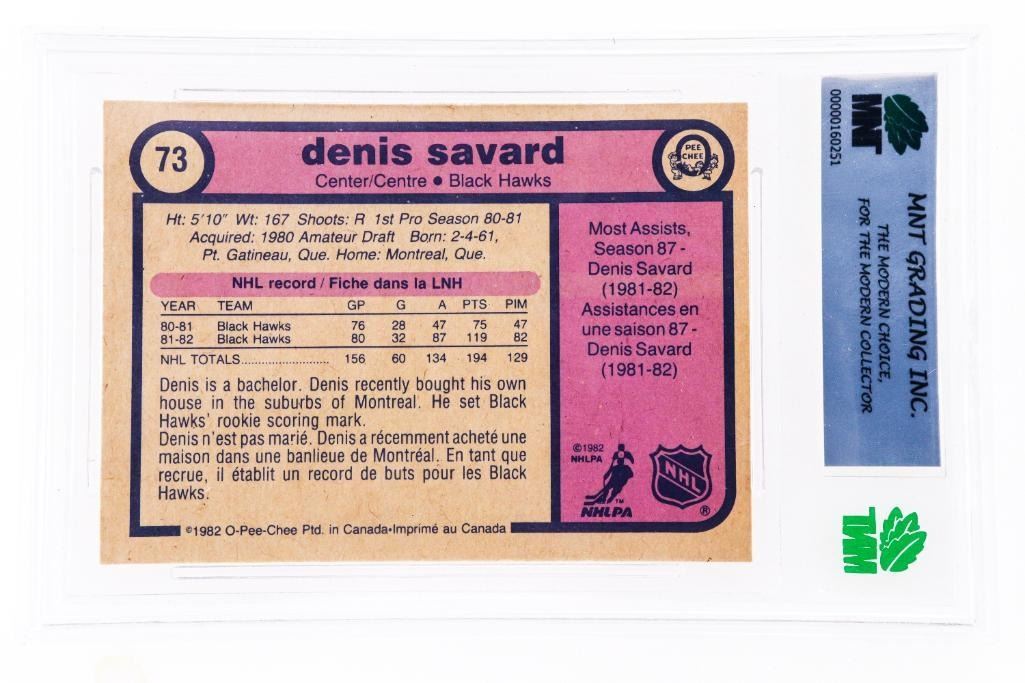 73
denis savard
PEE
CHEE
Center/Centre • Black Hawks
Ht: 5'10" Wt: 167 Shoots: R 1st Pro Season 80-81
Acquired: 1980 Amateur Draft Born: 2-4-61,
Pt. Gatineau, Que. Home: Montreal, Que.
NHL record / Fiche dans la LNH
YEAR TEAM GP G A PTS PIM
80-81 Black Hawks 76 28 47 75 47
81-82 Black Hawks 80 32 87 119 82
NHL TOTALS............................ 156 60 134 194 129
Denis is a bachelor. Denis recently bought his own
house in the suburbs of Montreal. He set Black
Hawks' rookie scoring mark.
Denis n'est pas marié. Denis a récemment acheté une
maison dans une banlieue de Montréal. En tant que
recrue, il établit un record de buts pour les Black
Hawks.
©1982 O-Pee-Chee Ptd. in Canada•Imprimé au Canada
Most Assists,
Season 87 -
Denis Savard
(1981-82)
Assistances en
une saison 87 -
Denis Savard
(1981-82)
©1982
NHLPA
TM
NHLPA
NHL
®
MNT
00000160251
MNT GRADING INC.
THE MODERN CHOICE,
FOR THE MODERN COLLECTOR
MNT